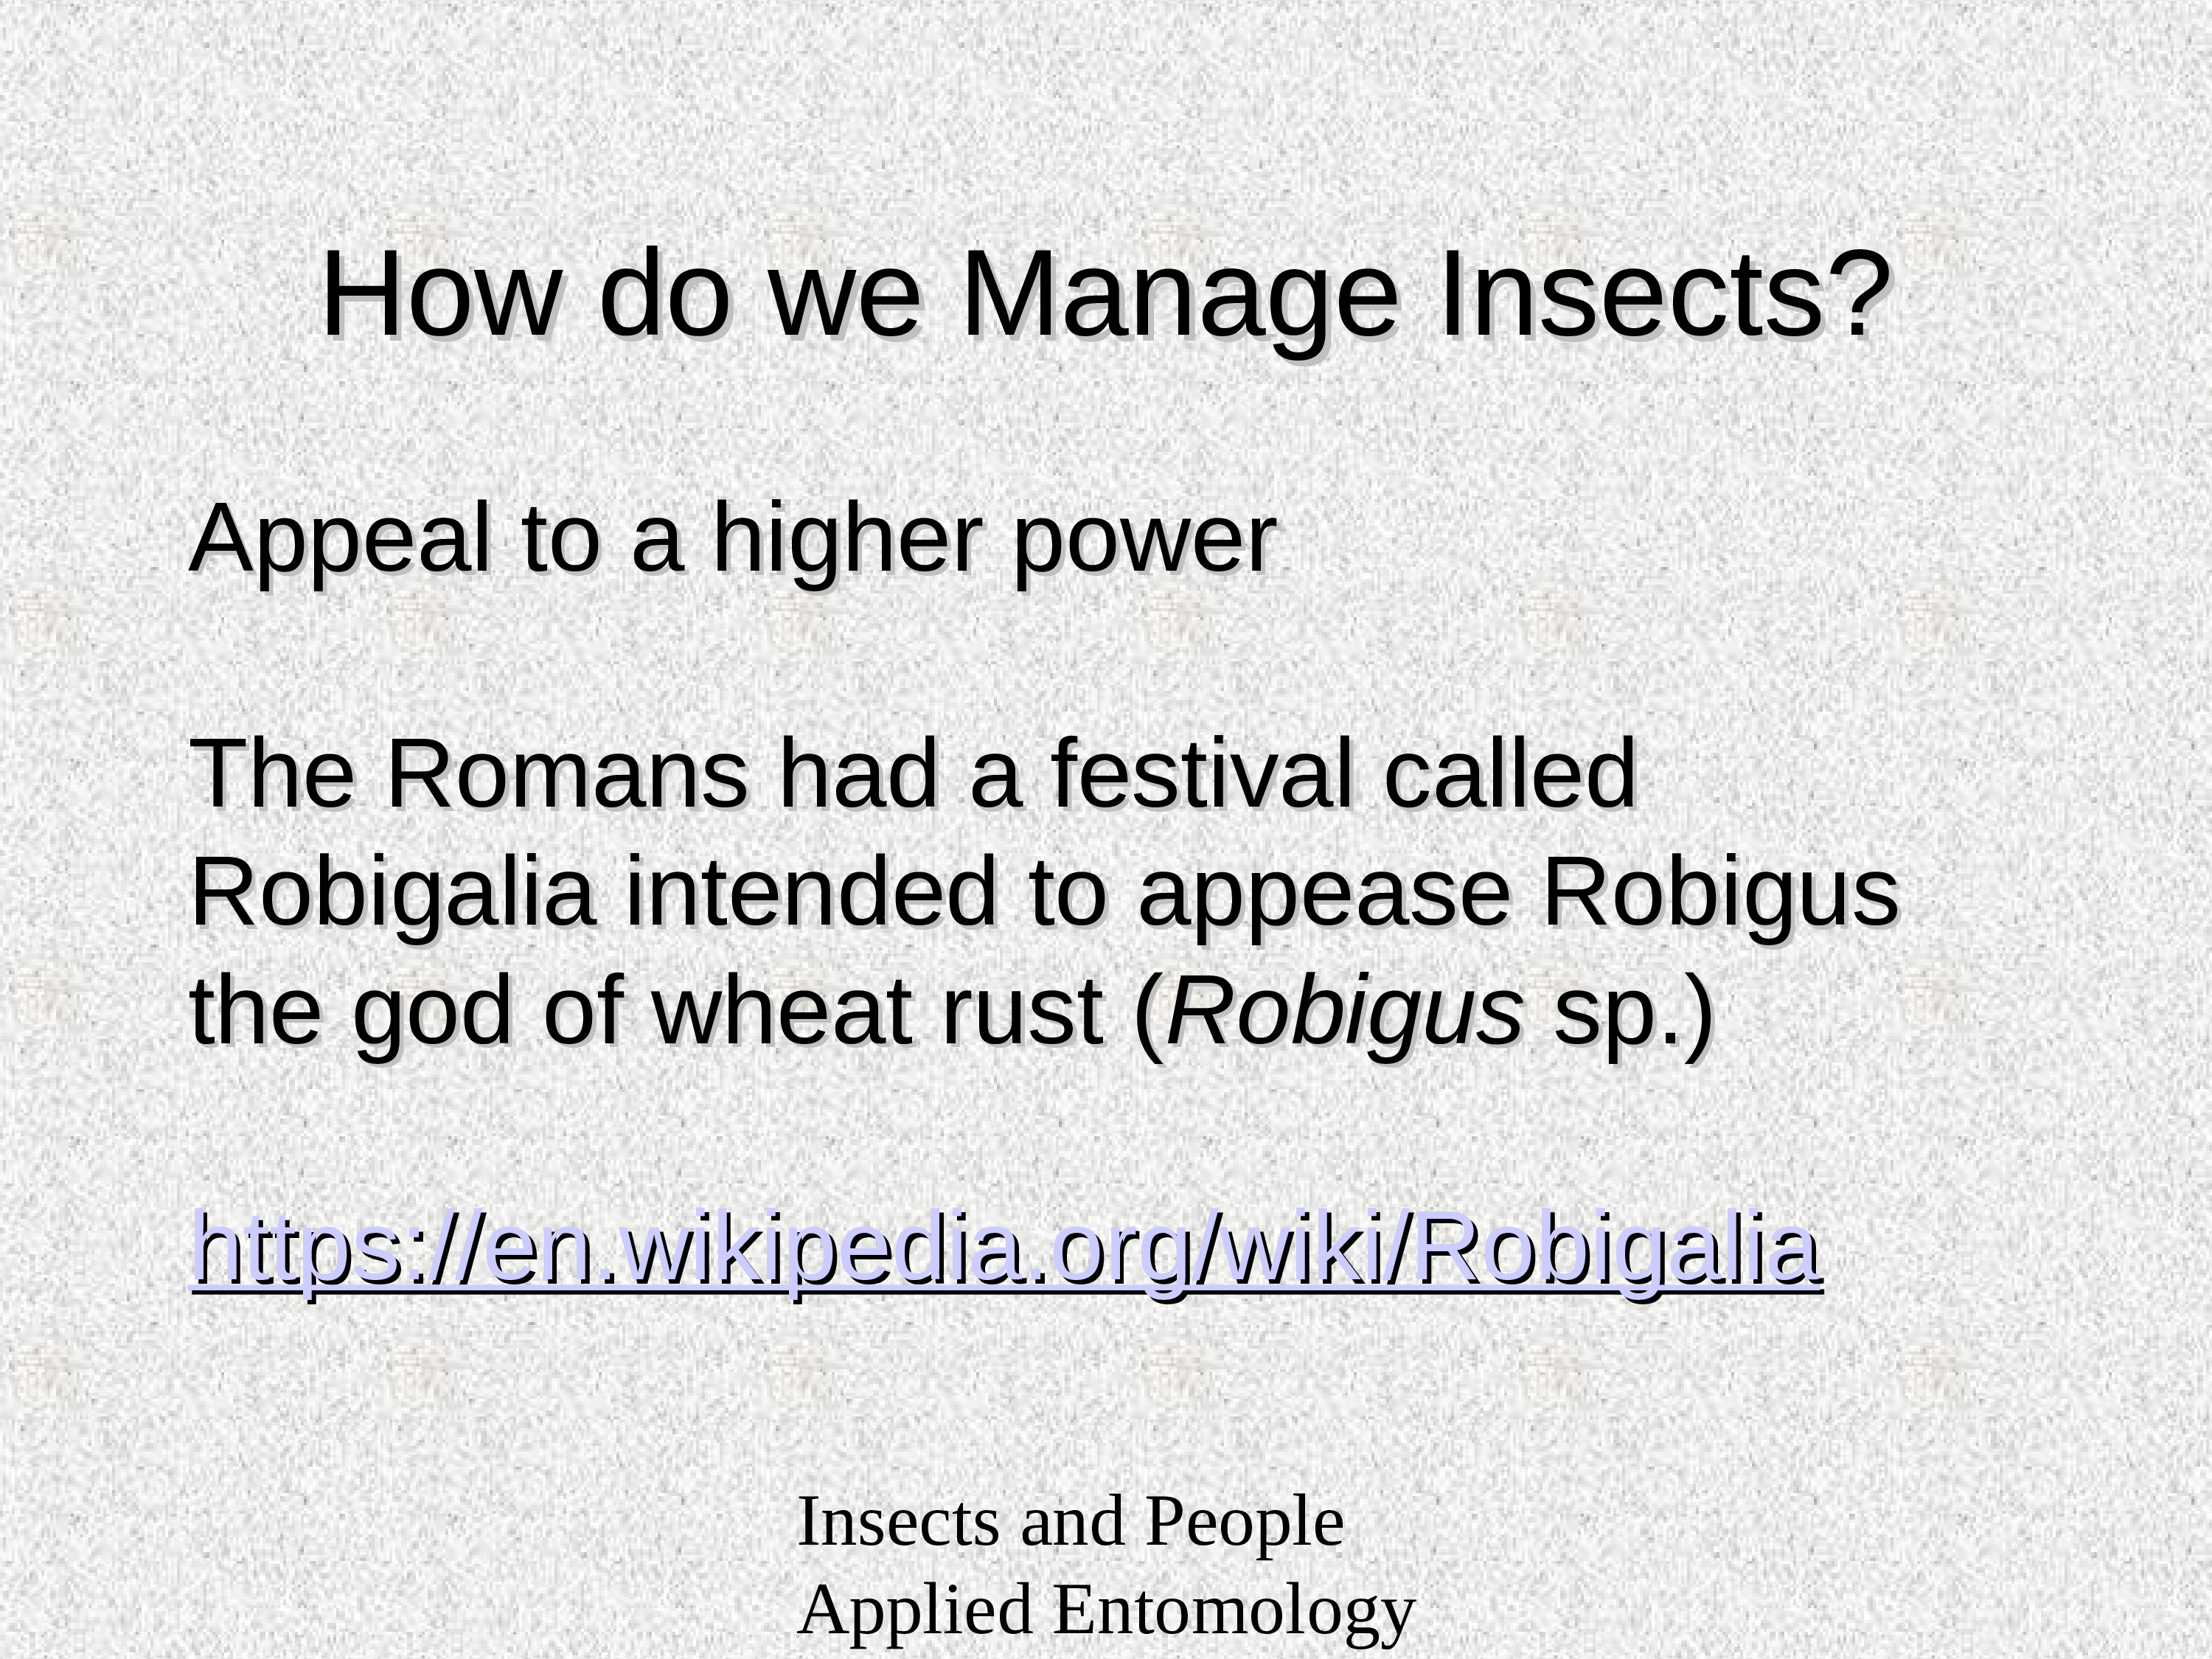 How do we Manage Insects?
Appeal to a higher power
The Romans had a festival called
Robigalia intended to appease Robigus
the god of wheat rust (Robigus sp.)
https://en.wikipedia.org/wiki/Robigalia
Insects and People
Applied Entomology